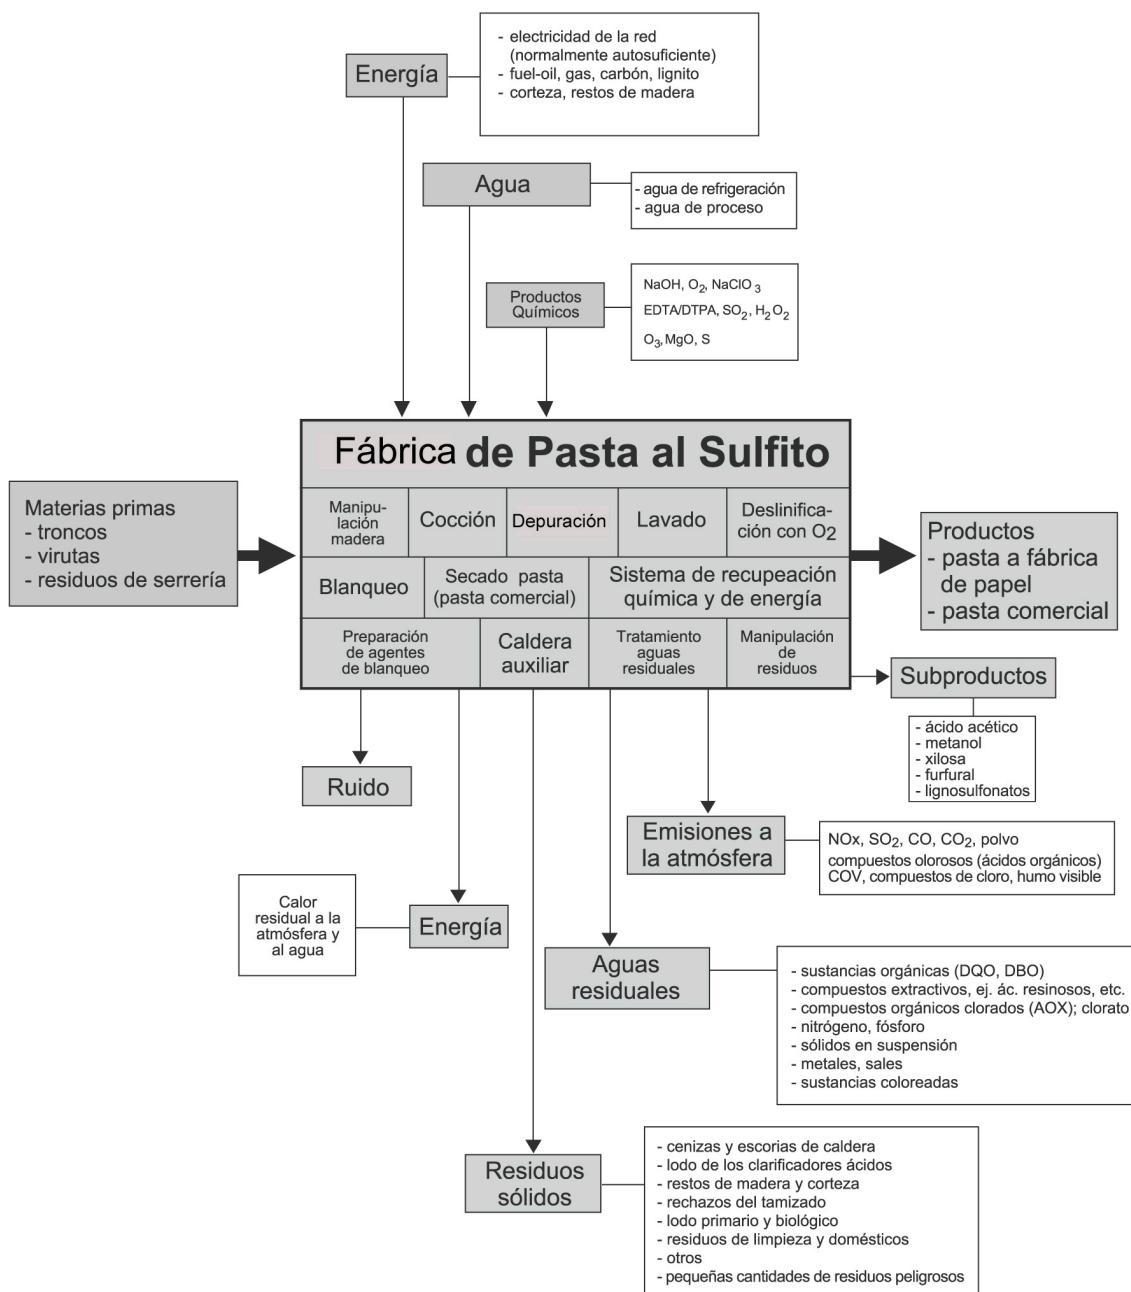 Energía
- electricidad de la red
(normalmente autosuficiente)
- fuel-oil, gas, carbón, lignito
- corteza, restos de madera
Agua
- agua de refrigeración
- agua de proceso
Productos
Químicos
NaOH, O2, NaClO3
EDTA/DTPA, SO2, H2O2
O3, MgO, S
Fábrica de Pasta al Sulfito
Materias primas
- troncos
- virutas
- residuos de serrería
Manipu-
lación
madera
Cocción
Depuración
Lavado
Deslinifica-
ción con O2
Blanqueo
Secado pasta
(pasta comercial)
Sistema de recupeación
química y de energía
Preparación
de agentes
de blanqueo
Caldera
auxiliar
Tratamiento
aguas
residuales
Manipulación
de
residuos
Productos
- pasta a fábrica
de papel
- pasta comercial
Subproductos
- ácido acético
- metanol
- xilosa
- furfural
- lignosulfonatos
Ruido
Emisiones a
la atmósfera
NOx, SO2, CO, CO2, polvo
compuestos olorosos (ácidos orgánicos)
COV, compuestos de cloro, humo visible
Calor
residual a la
atmósfera y
al agua
Energía
Aguas
residuales
- sustancias orgánicas (DQO, DBO)
- compuestos extractivos, ej. ác. resinosos, etc.
- compuestos orgánicos clorados (AOX); clorato
- nitrógeno, fósforo
- sólidos en suspensión
- metales, sales
- sustancias coloreadas
Residuos
sólidos
- cenizas y escorias de caldera
- lodo de los clarificadores ácidos
- restos de madera y corteza
- rechazos del tamizado
- lodo primario y biológico
- residuos de limpieza y domésticos
- otros
- pequeñas cantidades de residuos peligrosos